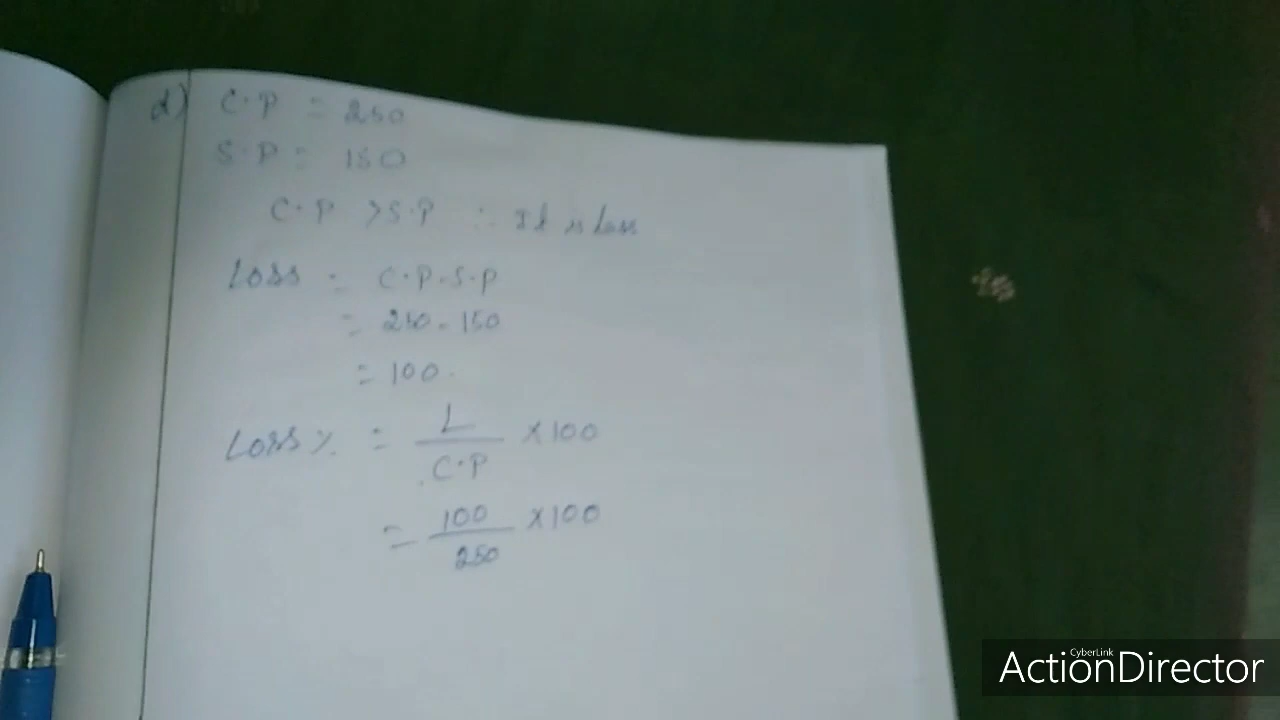 d) C.P = 250
S.P = 150
C.P > S.P ∴ It is Loss
Loss = C.P - S.P
= 250 - 150
= 100.
Loss % = L/C.P × 100
= 100/250 × 100
CyberLink
ActionDirector